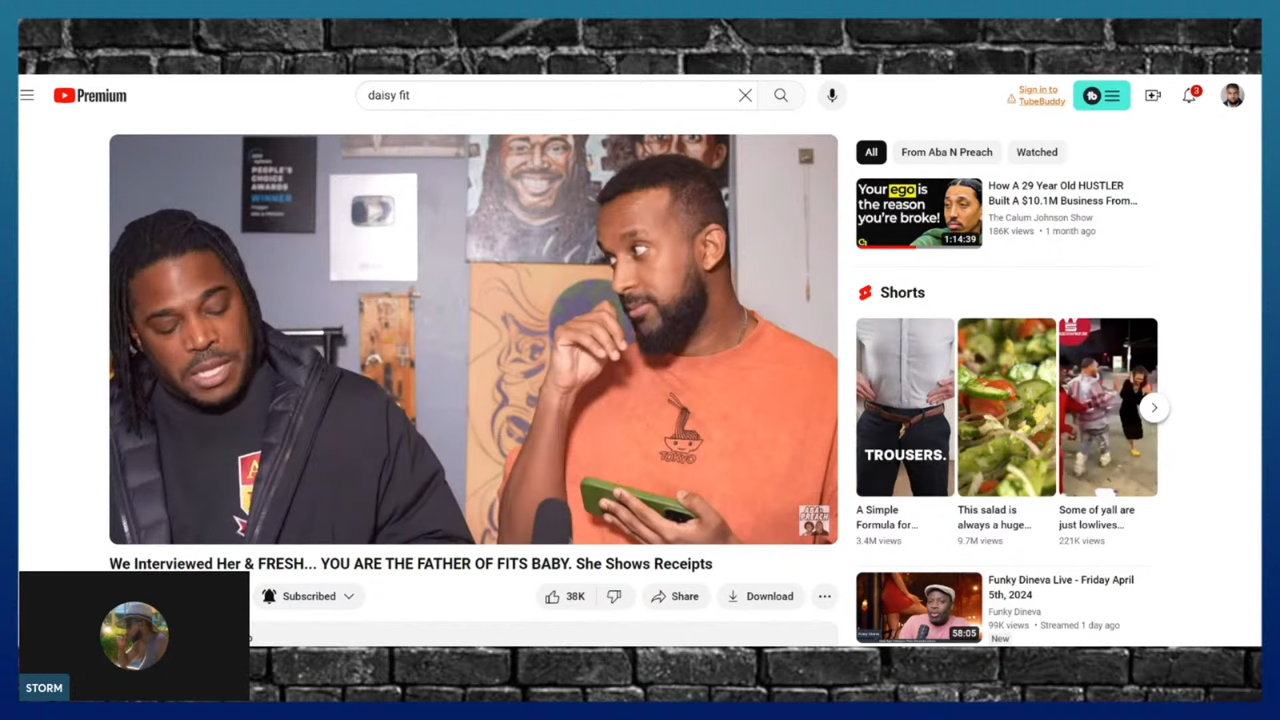 Premium
daisy fit
Sign in to
TubeBuddy
tb
3
PEOPLE'S
CHOICE
AWARDS
WINNER
TOKYO
ABA
PREACH
All
From Aba N Preach
Watched
Your ego is
the reason
you're broke!
1:14:39
How A 29 Year Old HUSTLER
Built A $10.1M Business From...
The Calum Johnson Show
186K views • 1 month ago
Shorts
TROUSERS.
A Simple
Formula for...
3.4M views
This salad is
always a huge...
9.7M views
Some of yall are
just lowlives...
221K views
We Interviewed Her & FRESH... YOU ARE THE FATHER OF FITS BABY. She Shows Receipts
Subscribed
38K
Share
Download
58:05
Funky Dineva Live - Friday April
5th, 2024
Funky Dineva
99K views • Streamed 1 day ago
New
STORM